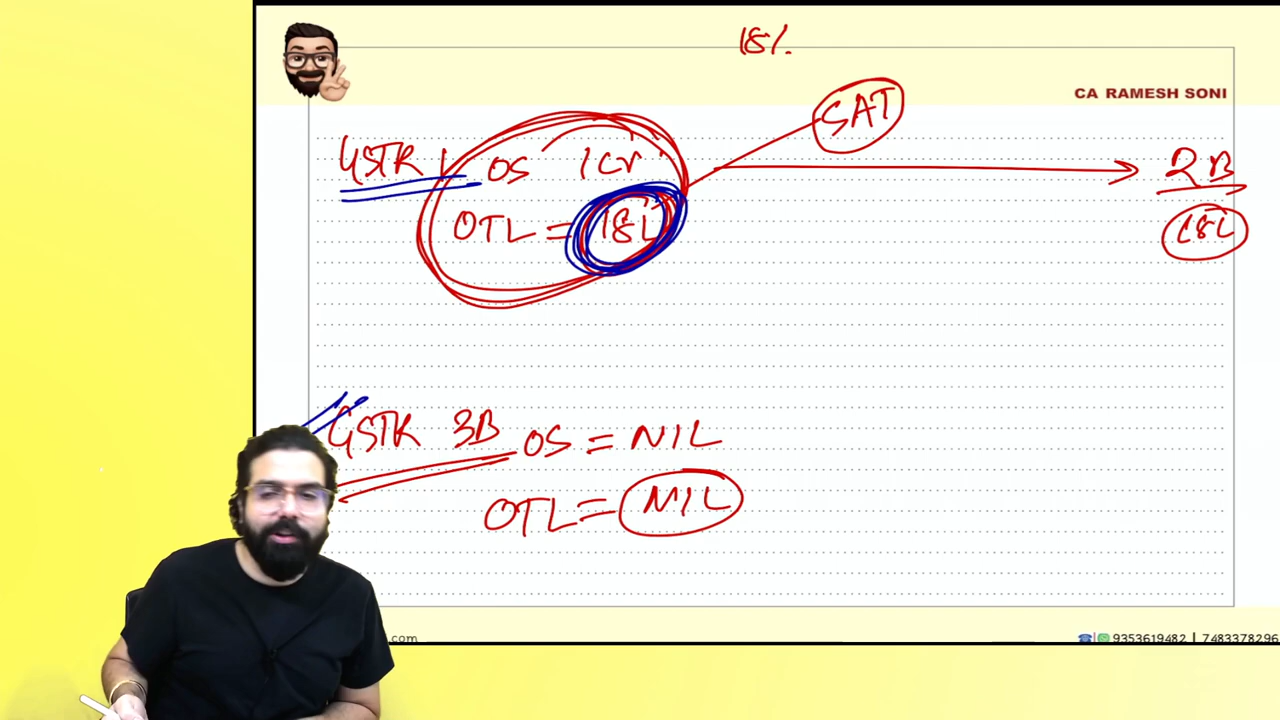 18%.
CA RAMESH SONI
GSTR 1 OS 1Cr
SAT
2B
OTL = 18L
18L
GSTR 3B OS = NIL
OTL = NIL
.com
9353619482 | 7483378296